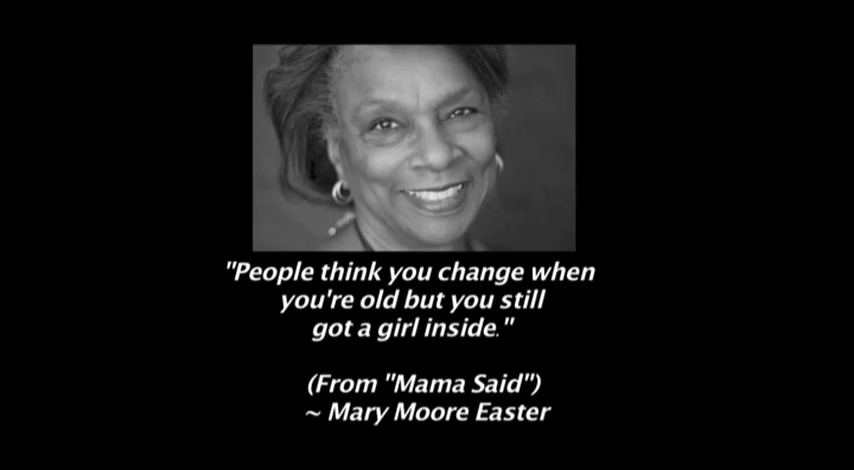 "People think you change when
you're old but you still
got a girl inside."
(From "Mama Said")
~ Mary Moore Easter